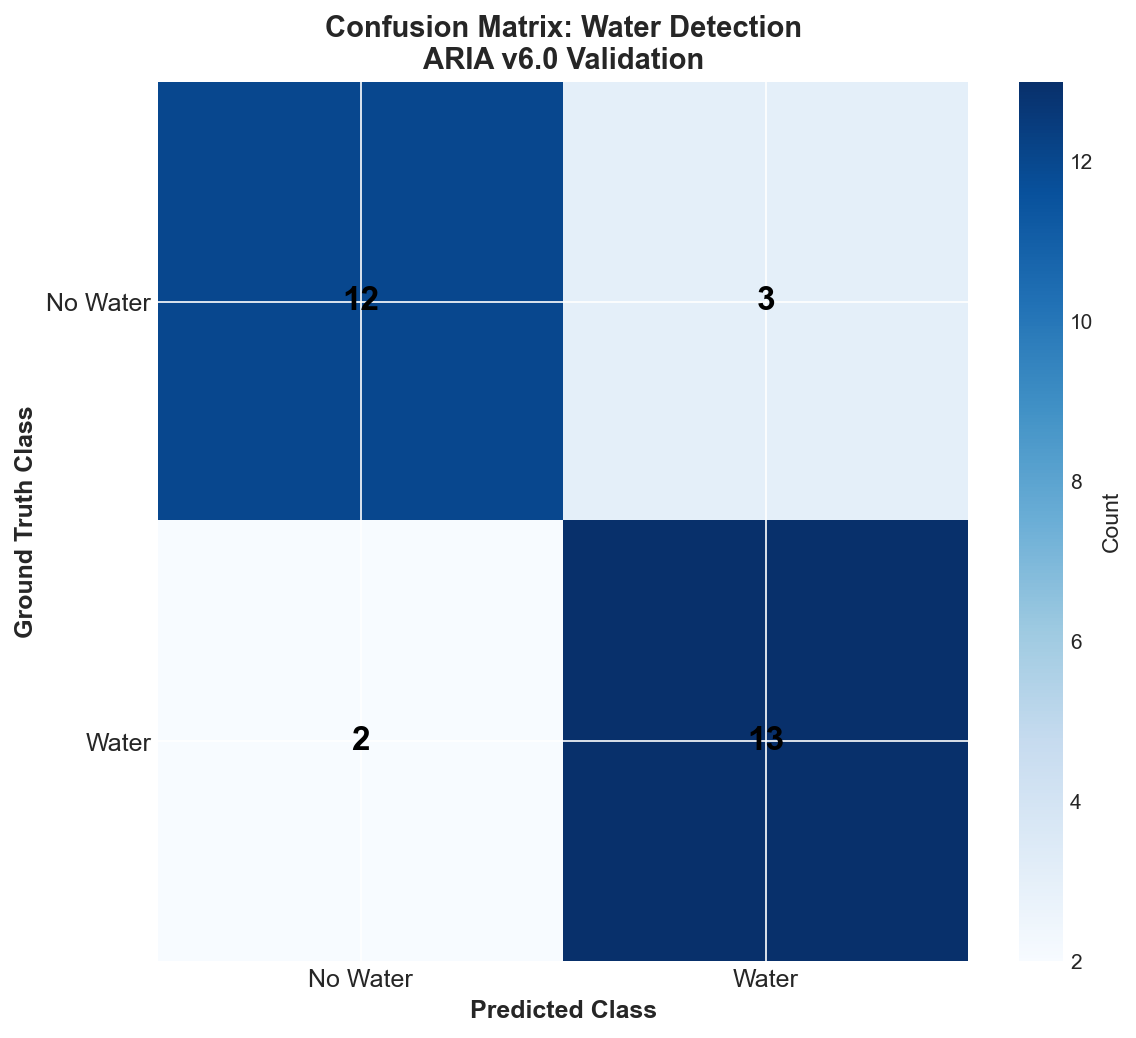 Confusion Matrix: Water Detection
ARIA v6.0 Validation
Ground Truth Class
No Water
12
3
Water
2
13
No Water
Water
Predicted Class
12
10
8
6
4
2
Count